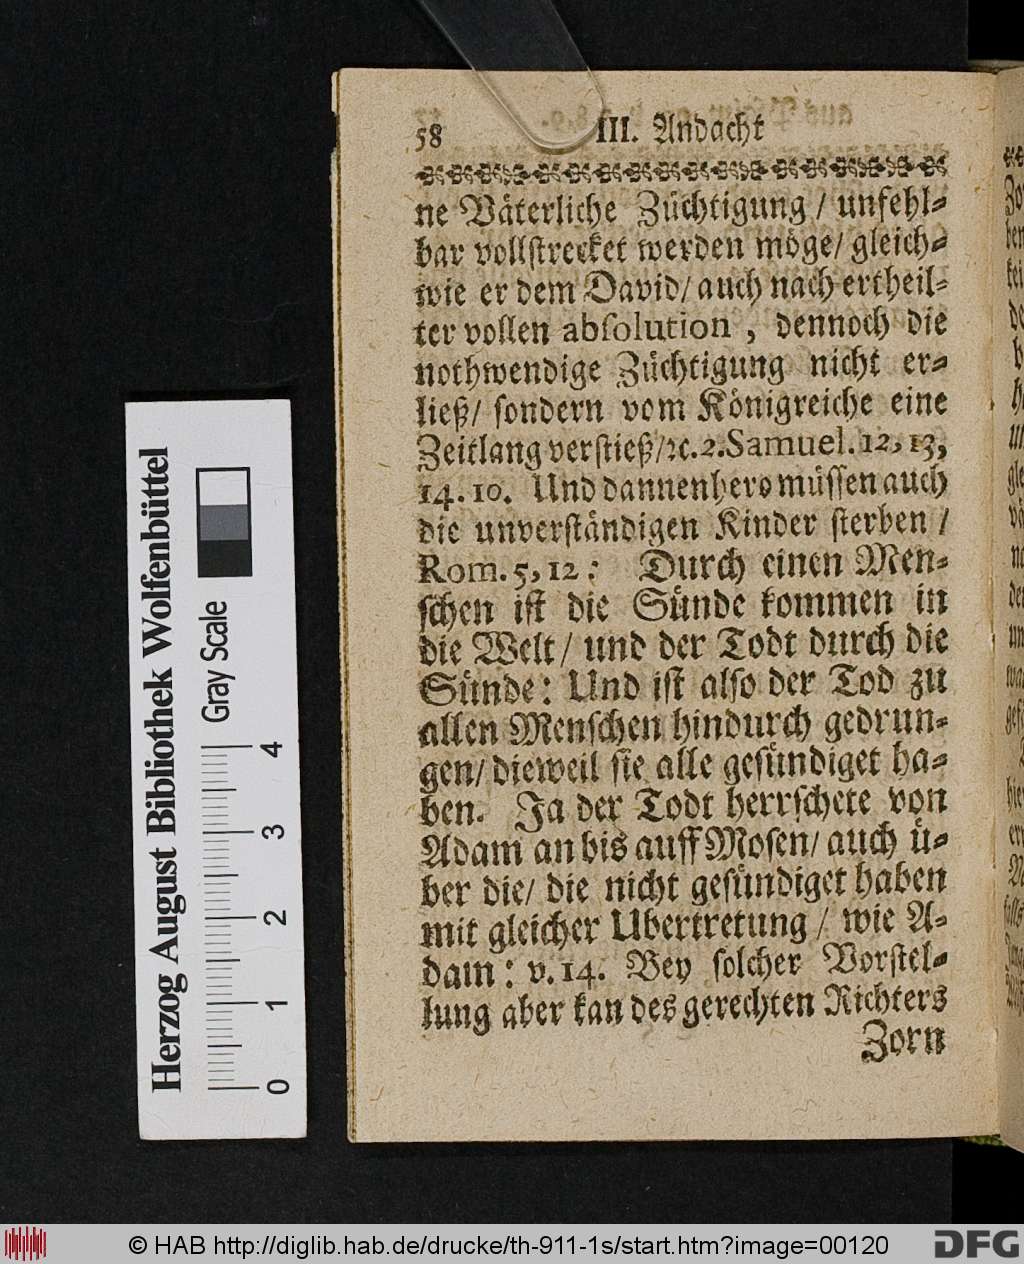 58 III. Andacht
ne Väterliche Züchtigung / unfehl⸗
bar vollstrecket werden möge/ gleich⸗
wie er dem David/ auch nach ertheil⸗
ter vollen absolution, dennoch die
nothwendige Züchtigung nicht er⸗
ließ/ sondern vom Königreiche eine
Zeitlang verstieß/ꝛc. 2. Samuel. 12, 13,
14. 10. Und dannenhero müssen auch
die unverständigen Kinder sterben /
Rom. 5, 12: Durch einen Men⸗
schen ist die Sünde kommen in
die Welt / und der Todt durch die
Sünde: Und ist also der Tod zu
allen Menschen hindurch gedrun⸗
gen/ dieweil sie alle gesündiget ha⸗
ben. Ja der Todt herrschete von
Adam an bis auff Mosen/ auch ü⸗
ber die/ die nicht gesündiget haben
mit gleicher Ubertretung / wie A⸗
dam: v. 14. Bey solcher Vorstel⸗
lung aber kan des gerechten Richters
Zorn
Herzog August Bibliothek Wolfenbüttel
Gray Scale
0 1 2 3 4
© HAB http://diglib.hab.de/drucke/th-911-1s/start.htm?image=00120
DFG